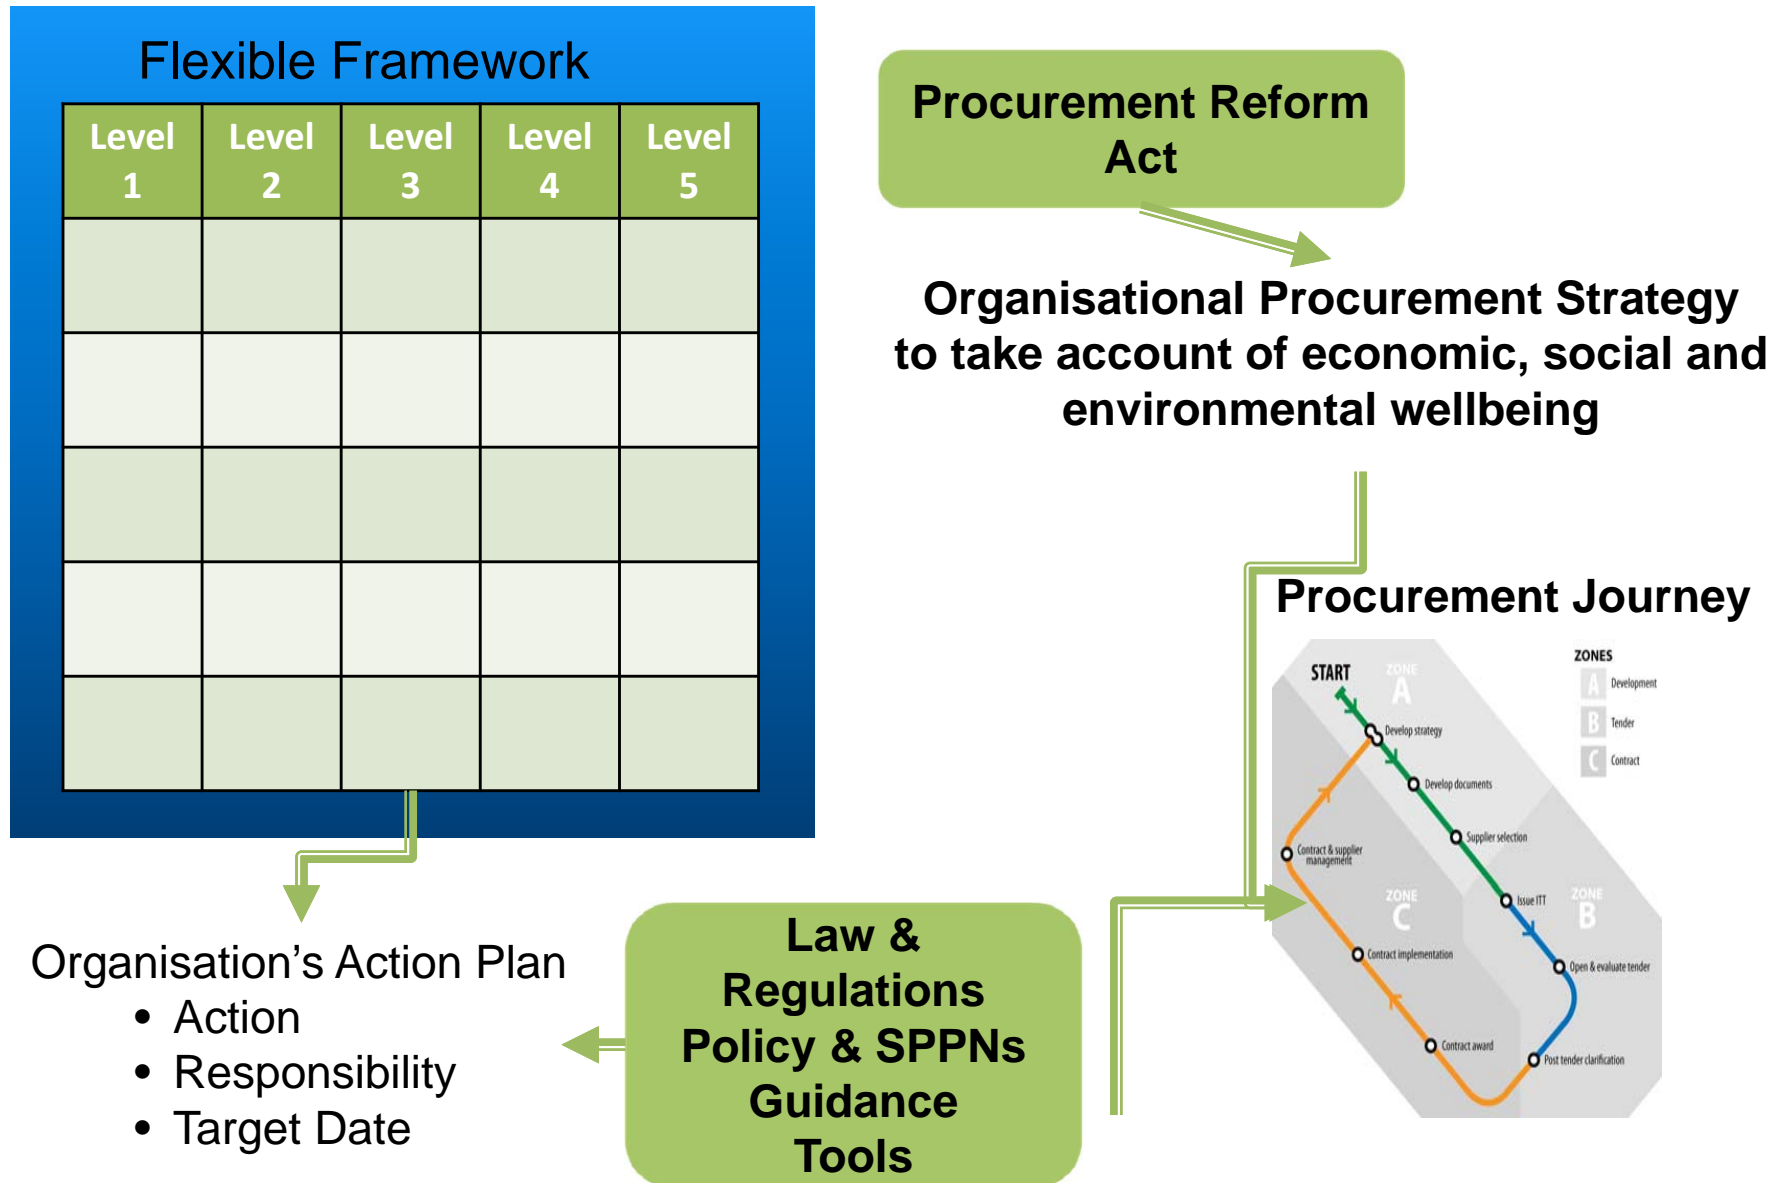 Flexible Framework
Level 1
Level 2
Level 3
Level 4
Level 5
Organisation’s Action Plan
• Action
• Responsibility
• Target Date
Procurement Reform
Act
Organisational Procurement Strategy
to take account of economic, social and
environmental wellbeing
Law &
Regulations
Policy & SPPNs
Guidance
Tools
Procurement Journey
START
ZONE
A
Develop strategy
Develop documents
Supplier selection
Issue ITT
ZONE
B
Open & evaluate tender
Post tender clarification
Contract award
Contract implementation
ZONE
C
Contract & supplier
management
ZONES
A Development
B Tender
C Contract